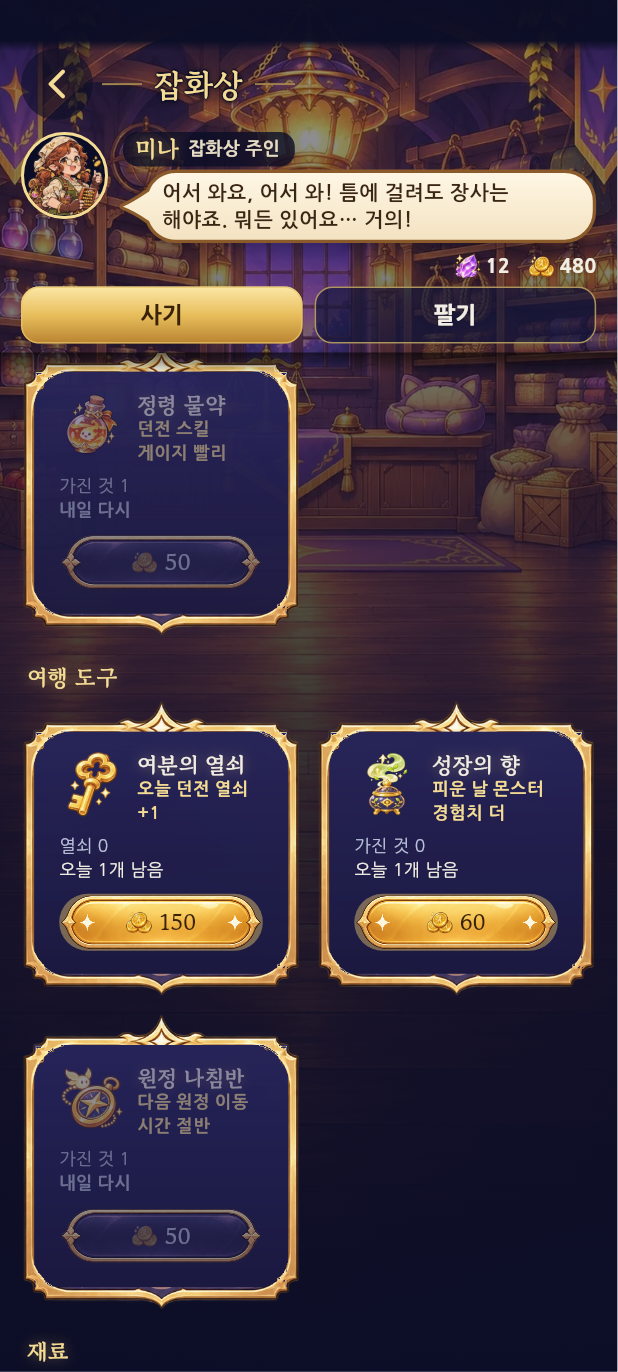 잡화상
미나 잡화상 주인
어서 와요, 어서 와! 틈에 걸려도 장사는
해야죠. 뭐든 있어요… 거의!
12 480
사기 팔기
정령 물약
던전 스킬
게이지 빨리
가진 것 1
내일 다시
50
여행 도구
여분의 열쇠
오늘 던전 열쇠
+1
열쇠 0
오늘 1개 남음
150
성장의 향
피운 날 몬스터
경험치 더
가진 것 0
오늘 1개 남음
60
원정 나침반
다음 원정 이동
시간 절반
가진 것 1
내일 다시
50
재료